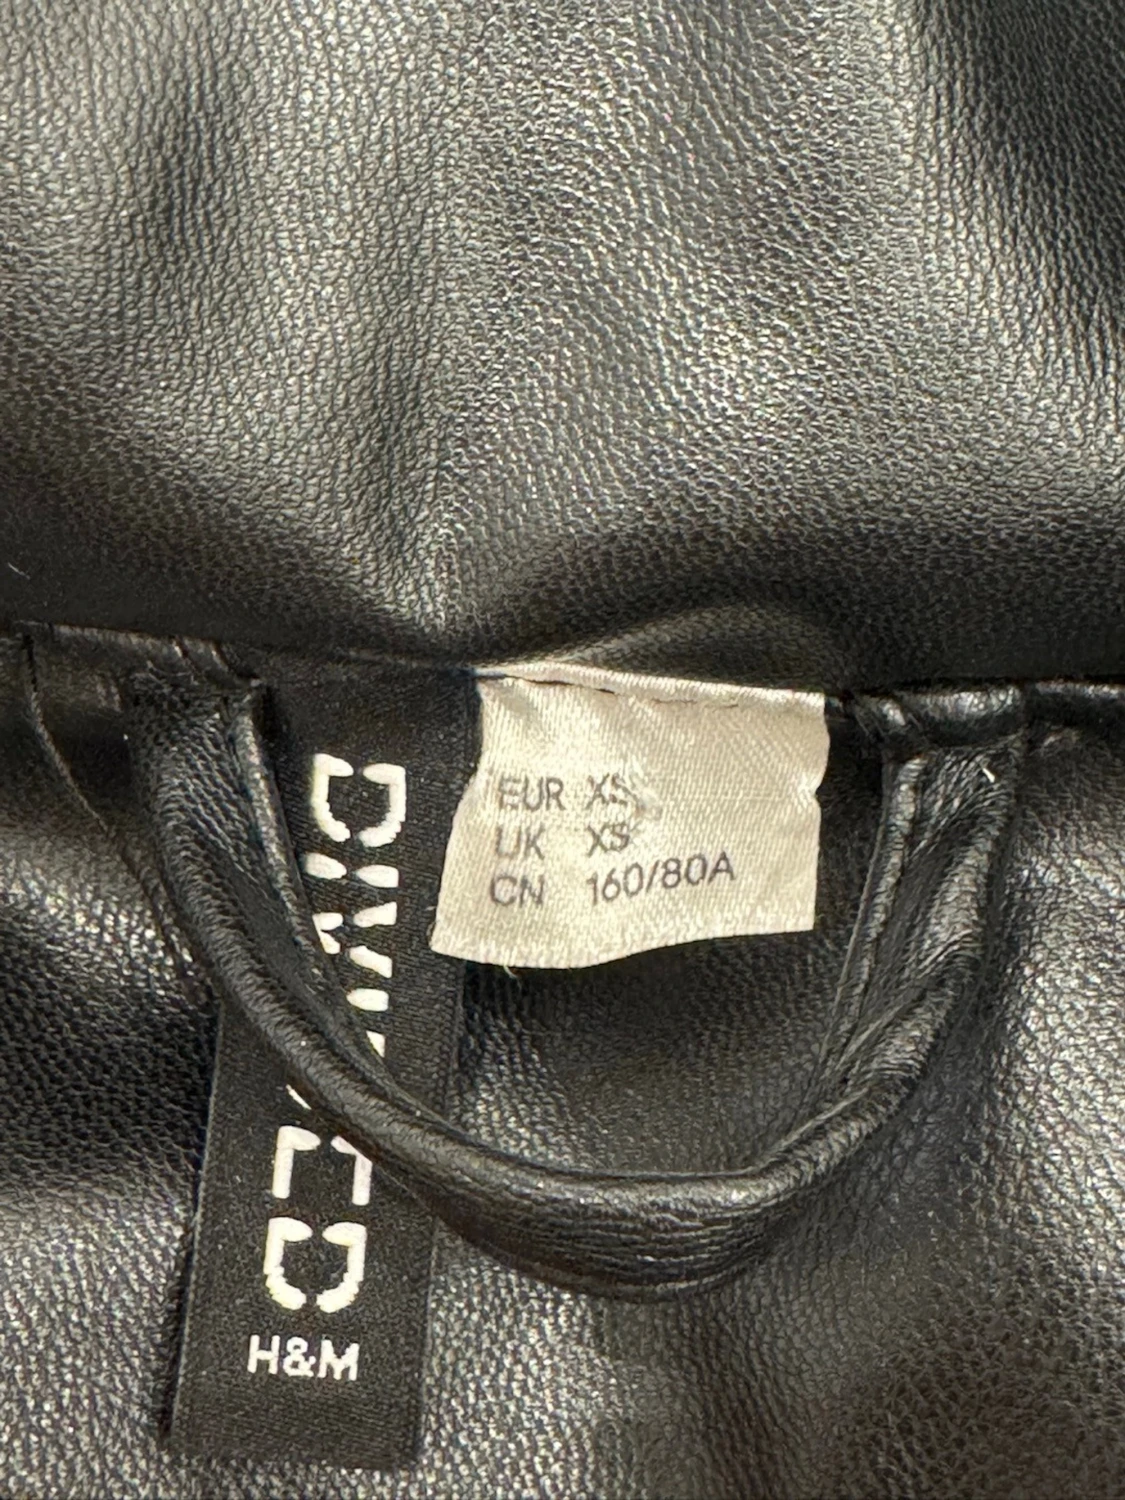 EUR XS
UK XS
CN 160/80A
H&M